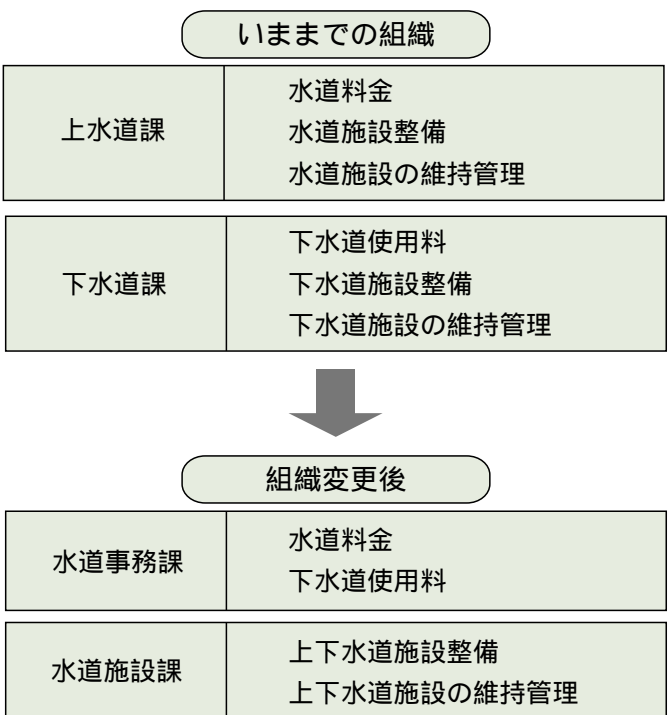 いままでの組織
上水道課
水道料金
水道施設整備
水道施設の維持管理
下水道課
下水道使用料
下水道施設整備
下水道施設の維持管理
組織変更後
水道事務課
水道料金
下水道使用料
水道施設課
上下水道施設整備
上下水道施設の維持管理